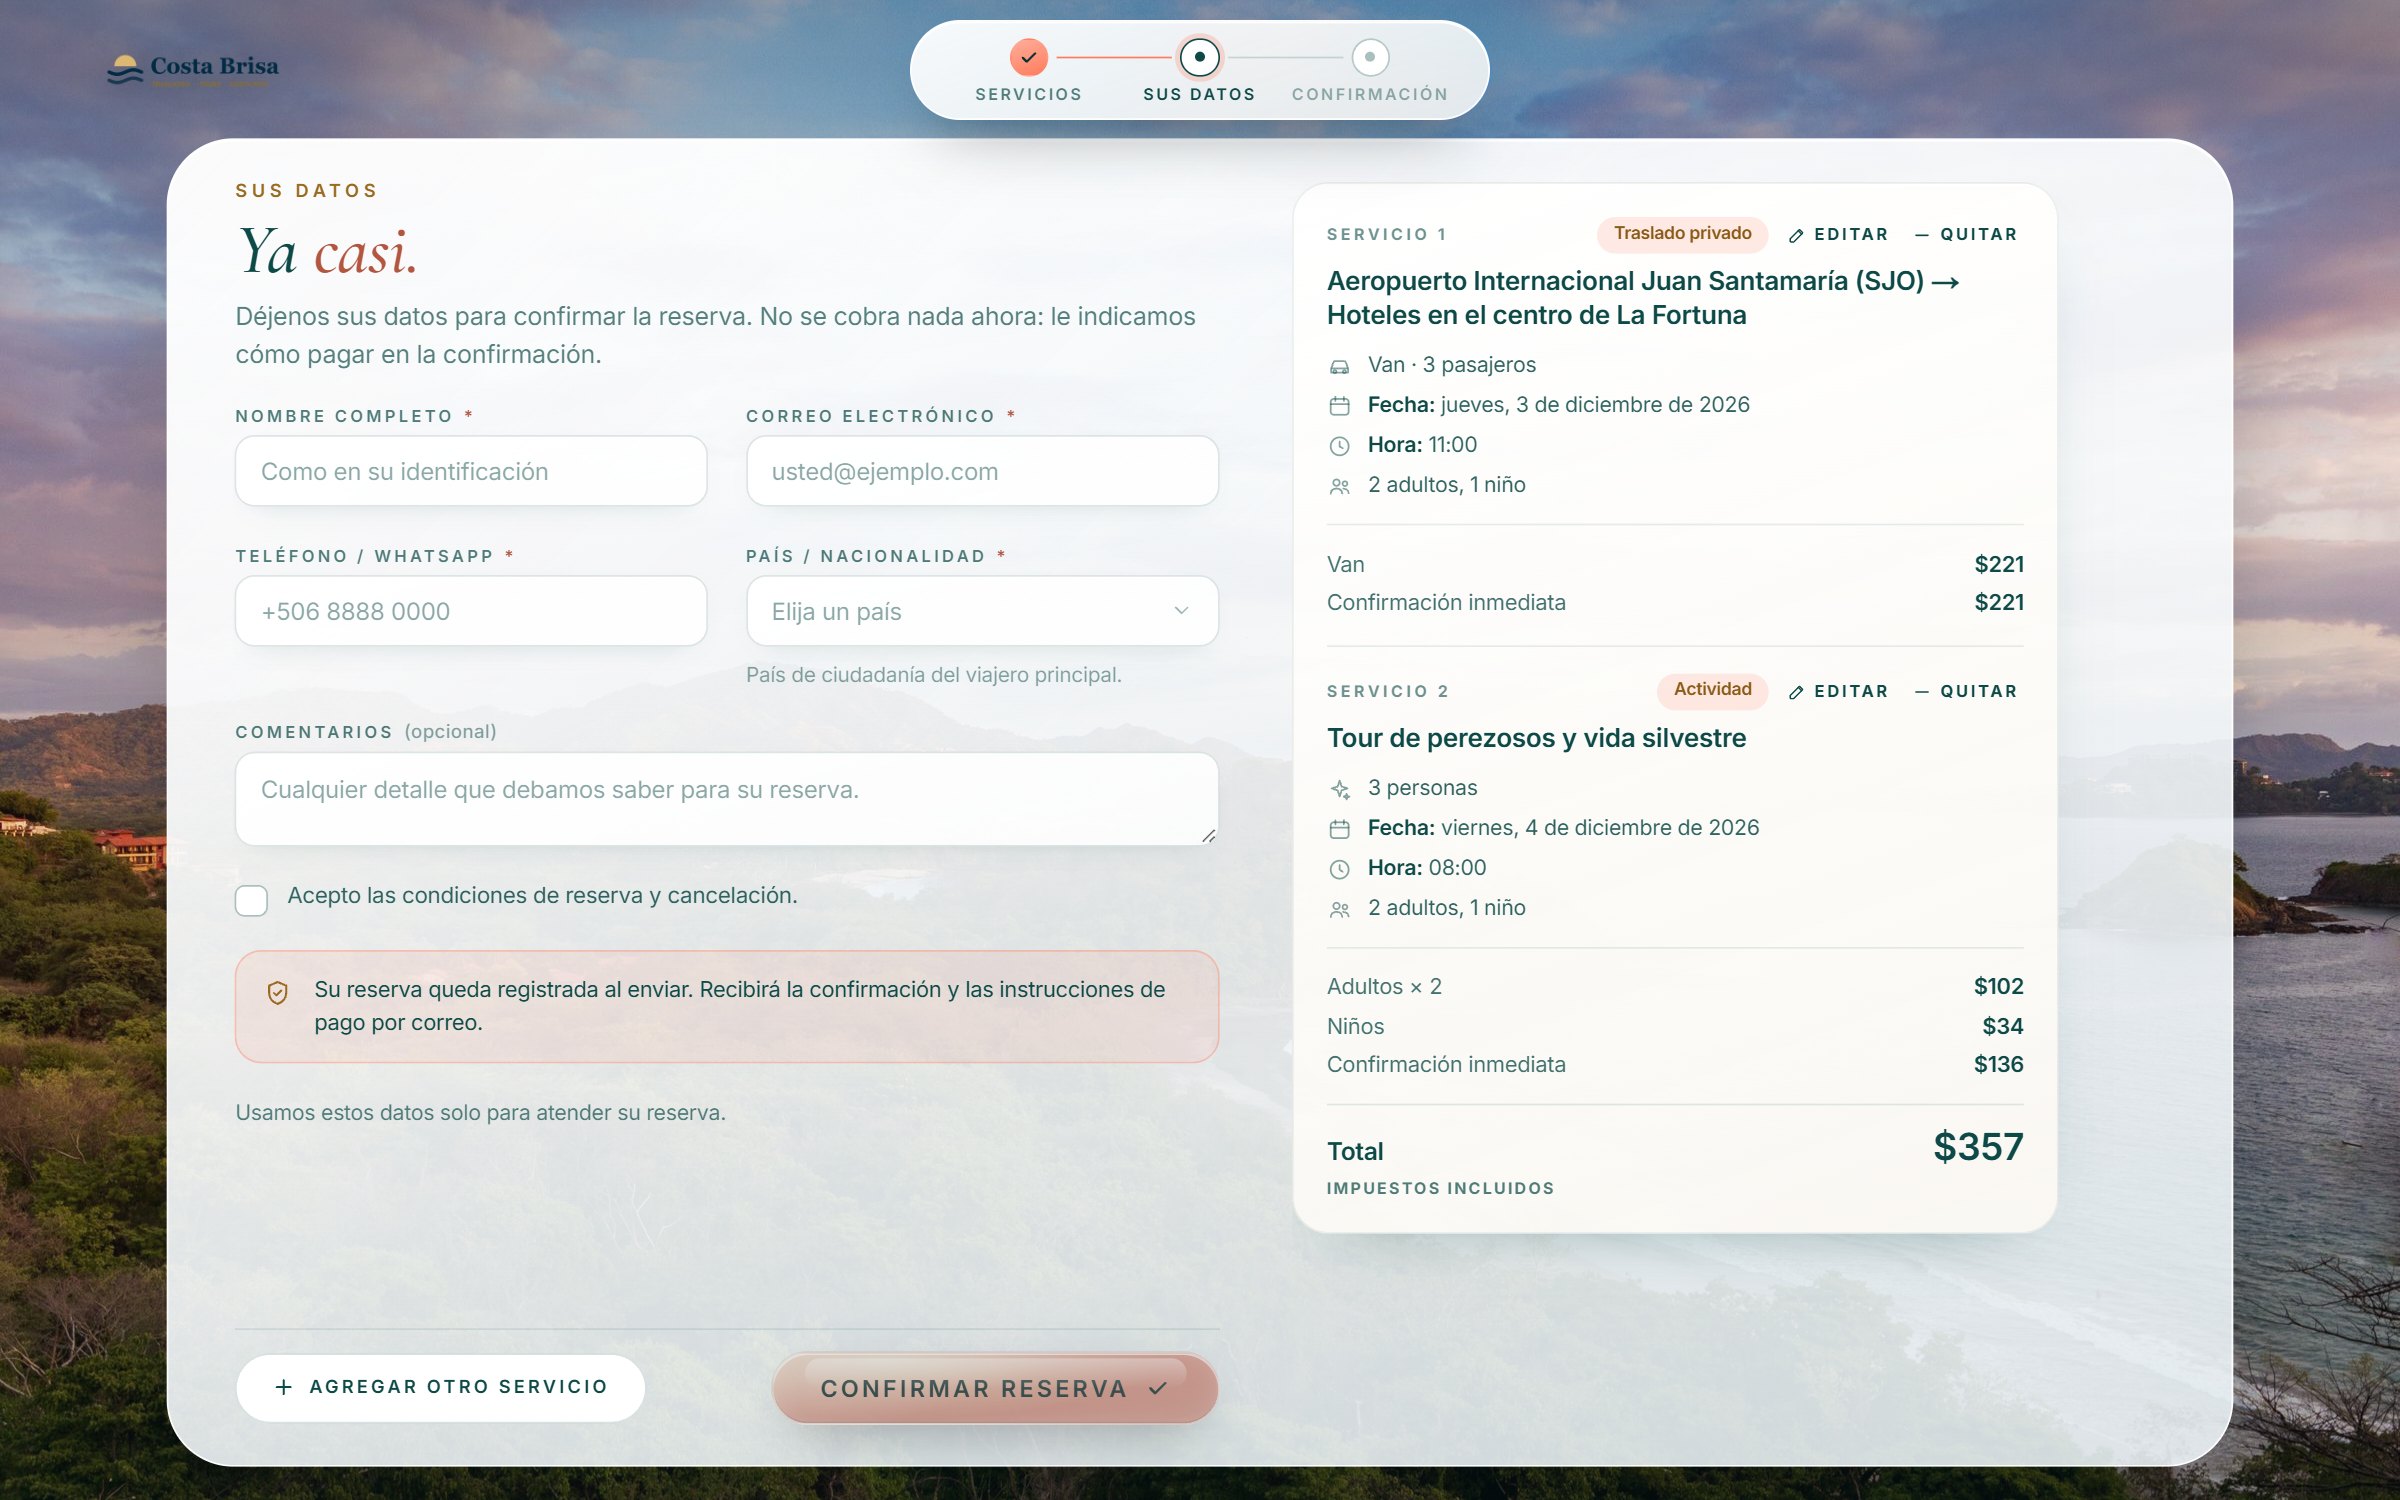 Costa Brisa
SERVICIOS
SUS DATOS
CONFIRMACIÓN
SUS DATOS
Ya casi.
Déjenos sus datos para confirmar la reserva. No se cobra nada ahora: le indicamos
cómo pagar en la confirmación.
NOMBRE COMPLETO *
CORREO ELECTRÓNICO *
Como en su identificación
usted@ejemplo.com
TELÉFONO / WHATSAPP *
PAÍS / NACIONALIDAD *
+506 8888 0000
Elija un país
País de ciudadanía del viajero principal.
COMENTARIOS (opcional)
Cualquier detalle que debamos saber para su reserva.
Acepto las condiciones de reserva y cancelación.
Su reserva queda registrada al enviar. Recibirá la confirmación y las instrucciones de
pago por correo.
Usamos estos datos solo para atender su reserva.
+ AGREGAR OTRO SERVICIO
CONFIRMAR RESERVA
SERVICIO 1
Traslado privado
EDITAR
— QUITAR
Aeropuerto Internacional Juan Santamaría (SJO) →
Hoteles en el centro de La Fortuna
Van · 3 pasajeros
Fecha: jueves, 3 de diciembre de 2026
Hora: 11:00
2 adultos, 1 niño
Van $221
Confirmación inmediata $221
SERVICIO 2
Actividad
EDITAR
— QUITAR
Tour de perezosos y vida silvestre
3 personas
Fecha: viernes, 4 de diciembre de 2026
Hora: 08:00
2 adultos, 1 niño
Adultos × 2 $102
Niños $34
Confirmación inmediata $136
Total $357
IMPUESTOS INCLUIDOS